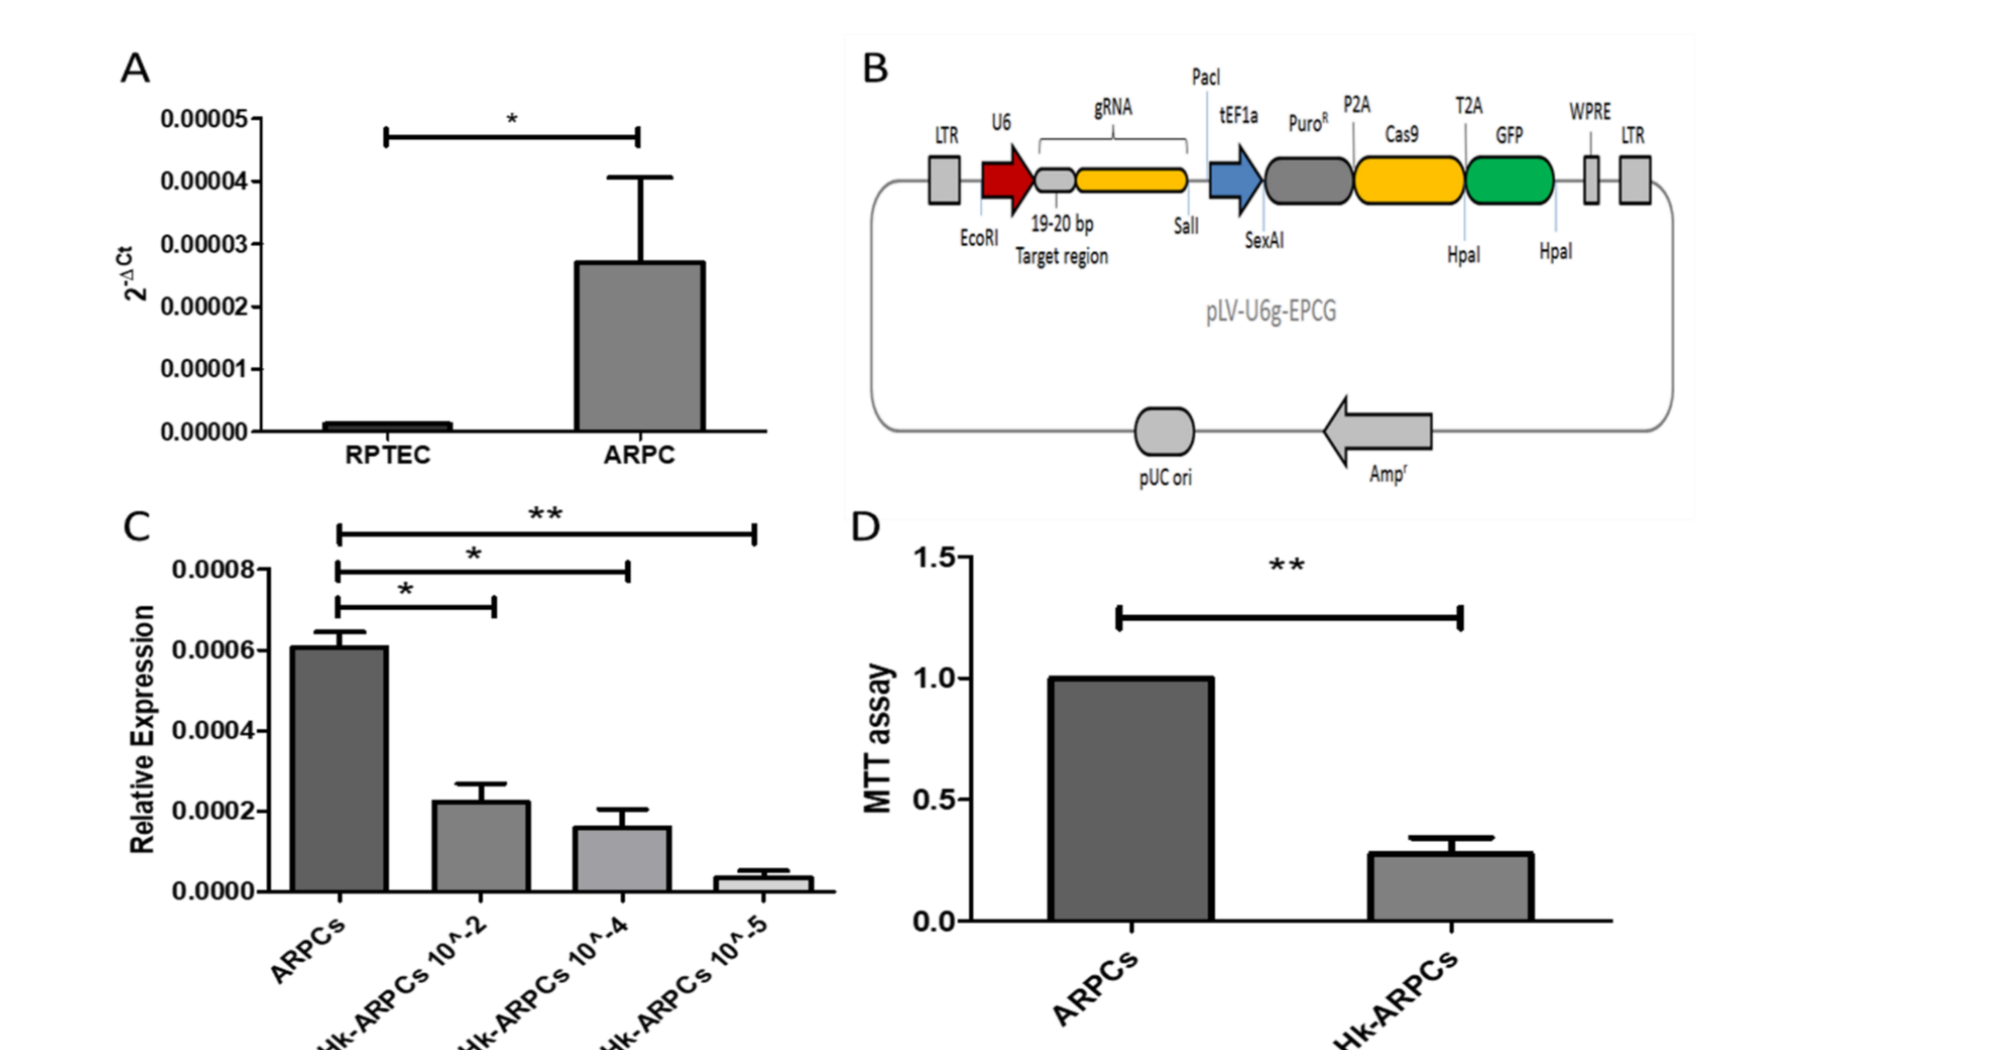 A
0.00005
0.00004
0.00003
0.00002
0.00001
0.00000
2^-ΔCt
*
RPTEC
ARPC
B
PacI
LTR
U6
gRNA
tEF1a
Puro^R
P2A
Cas9
T2A
GFP
WPRE
LTR
EcoRI
19-20 bp
Target region
SalI
SexAI
HpaI
HpaI
pLV-U6g-EPCG
pUC ori
Amp^r
C
**
*
*
0.0008
0.0006
0.0004
0.0002
0.0000
Relative Expression
ARPCs
Hk-ARPCs 10^-2
Hk-ARPCs 10^-4
Hk-ARPCs 10^-5
D
**
1.5
1.0
0.5
0.0
MTT assay
ARPCs
Hk-ARPCs